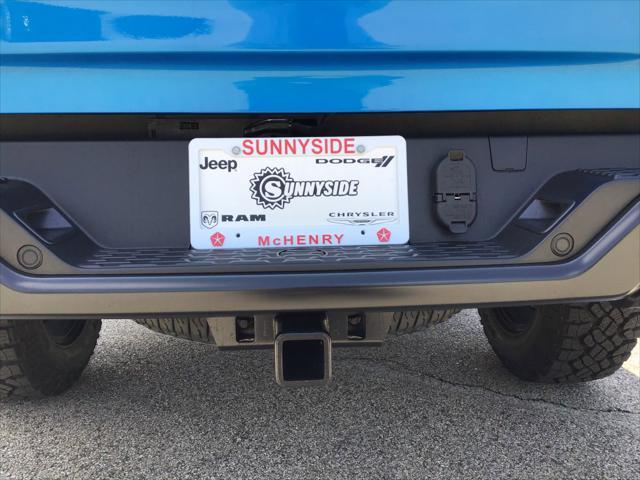 SUNNYSIDE
Jeep DODGE
SUNNYSIDE
RAM CHRYSLER
McHENRY